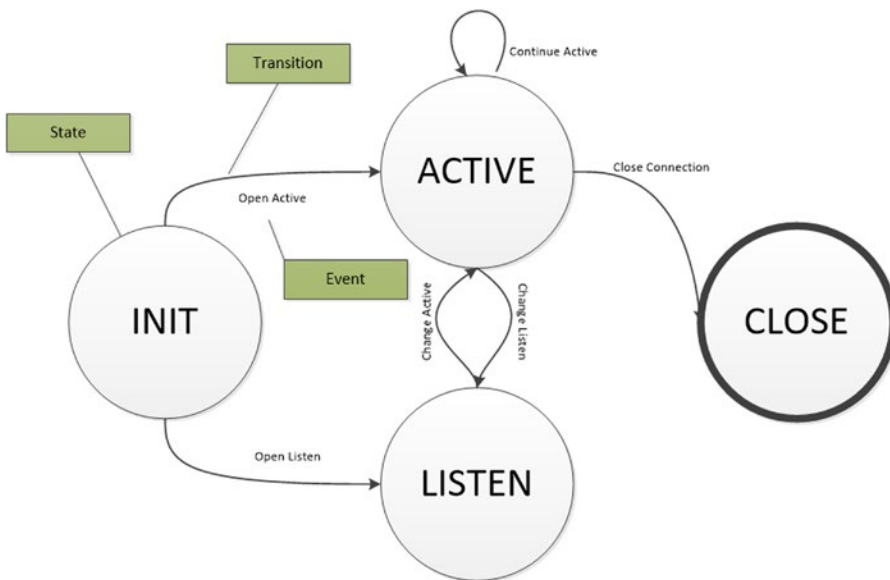 Transition
Continue Active
State
ACTIVE
Close Connection
Open Active
Event
INIT
Change Active
Change Listen
CLOSE
Open Listen
LISTEN